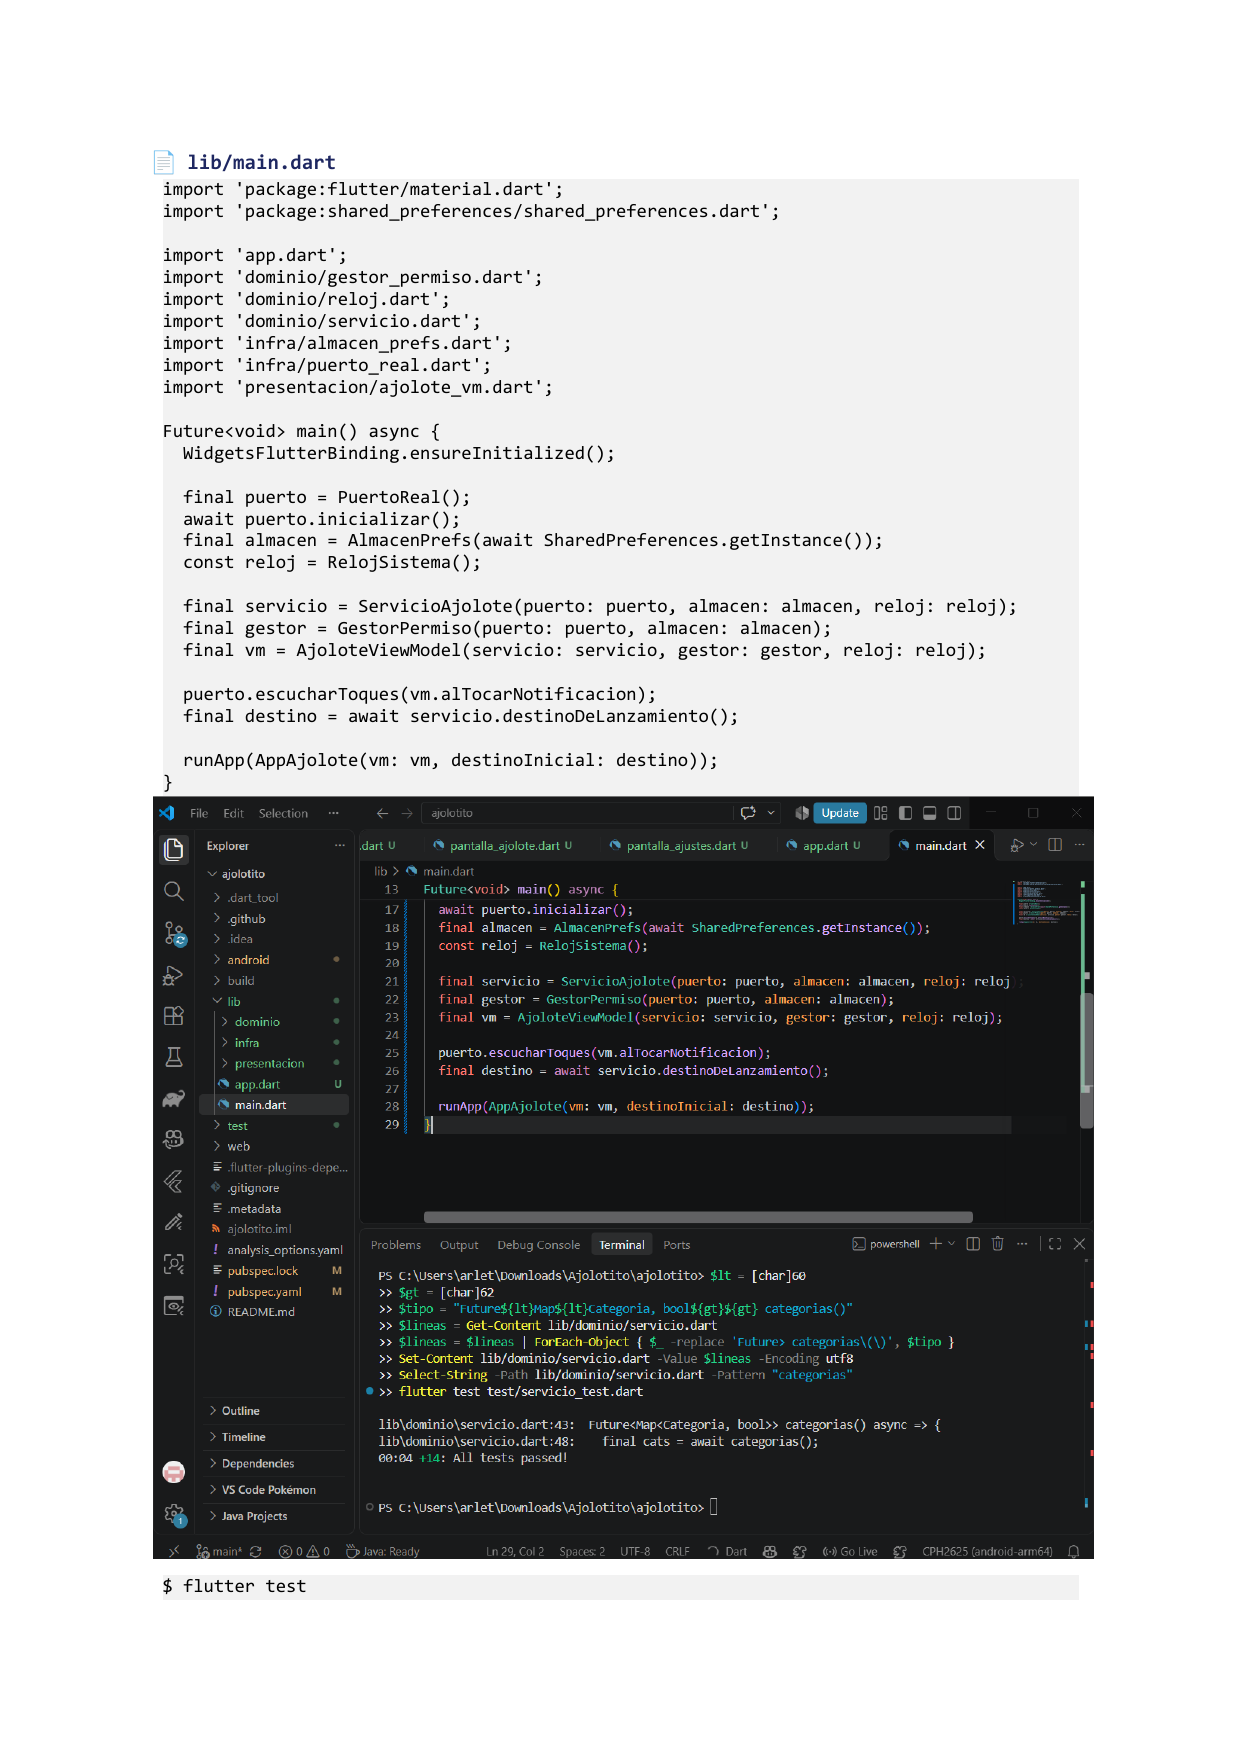 lib/main.dart
import 'package:flutter/material.dart';
import 'package:shared_preferences/shared_preferences.dart';
import 'app.dart';
import 'dominio/gestor_permiso.dart';
import 'dominio/reloj.dart';
import 'dominio/servicio.dart';
import 'infra/almacen_prefs.dart';
import 'infra/puerto_real.dart';
import 'presentacion/ajolote_vm.dart';
Future<void> main() async {
WidgetsFlutterBinding.ensureInitialized();
final puerto = PuertoReal();
await puerto.inicializar();
final almacen = AlmacenPrefs(await SharedPreferences.getInstance());
const reloj = RelojSistema();
final servicio = ServicioAjolote(puerto: puerto, almacen: almacen, reloj: reloj);
final gestor = GestorPermiso(puerto: puerto, almacen: almacen);
final vm = AjoloteViewModel(servicio: servicio, gestor: gestor, reloj: reloj);
puerto.escucharToques(vm.alTocarNotificacion);
final destino = await servicio.destinoDeLanzamiento();
runApp(AppAjolote(vm: vm, destinoInicial: destino));
}
File Edit Selection ··· ajolotito Update
Explorer ···
ajolotito
.dart_tool
.github
.idea
android
build
lib
dominio
infra
presentacion
app.dart U
main.dart
test
web
.flutter-plugins-depe...
.gitignore
.metadata
ajolotito.iml
analysis_options.yaml
pubspec.lock M
pubspec.yaml M
README.md
Outline
Timeline
Dependencies
VS Code Pokémon
Java Projects
.dart U pantalla_ajolote.dart U pantalla_ajustes.dart U app.dart U main.dart
lib > main.dart
13 Future<void> main() async {
17 await puerto.inicializar();
18 final almacen = AlmacenPrefs(await SharedPreferences.getInstance());
19 const reloj = RelojSistema();
20
21 final servicio = ServicioAjolote(puerto: puerto, almacen: almacen, reloj: reloj
22 final gestor = GestorPermiso(puerto: puerto, almacen: almacen);
23 final vm = AjoloteViewModel(servicio: servicio, gestor: gestor, reloj: reloj);
24
25 puerto.escucharToques(vm.alTocarNotificacion);
26 final destino = await servicio.destinoDeLanzamiento();
27
28 runApp(AppAjolote(vm: vm, destinoInicial: destino));
29 }
Problems Output Debug Console Terminal Ports powershell
PS C:\Users\arlet\Downloads\Ajolotito\ajolotito> $lt = [char]60
>> $gt = [char]62
>> $tipo = "Future${lt}Map${lt}Categoria, bool${gt}${gt} categorias()"
>> $lineas = Get-Content lib/dominio/servicio.dart
>> $lineas = $lineas | ForEach-Object { $_ -replace 'Future> categorias\(\)', $tipo }
>> Set-Content lib/dominio/servicio.dart -Value $lineas -Encoding utf8
>> Select-String -Path lib/dominio/servicio.dart -Pattern "categorias"
>> flutter test test/servicio_test.dart
lib\dominio\servicio.dart:43: Future<Map<Categoria, bool>> categorias() async => {
lib\dominio\servicio.dart:48: final cats = await categorias();
00:04 +14: All tests passed!
PS C:\Users\arlet\Downloads\Ajolotito\ajolotito>
1
main* 0 0 Java: Ready Ln 29, Col 2 Spaces: 2 UTF-8 CRLF Dart Go Live CPH2625 (android-arm64)
$ flutter test